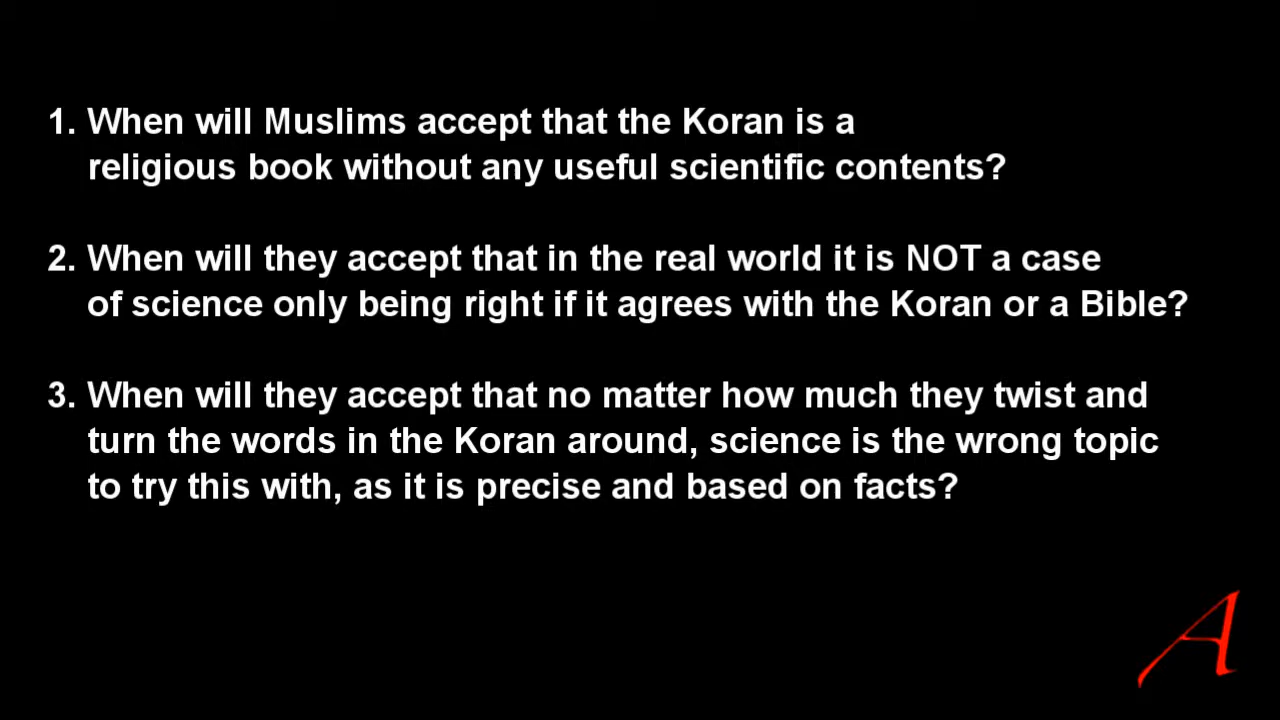 1. When will Muslims accept that the Koran is a
religious book without any useful scientific contents?
2. When will they accept that in the real world it is NOT a case
of science only being right if it agrees with the Koran or a Bible?
3. When will they accept that no matter how much they twist and
turn the words in the Koran around, science is the wrong topic
to try this with, as it is precise and based on facts?
A